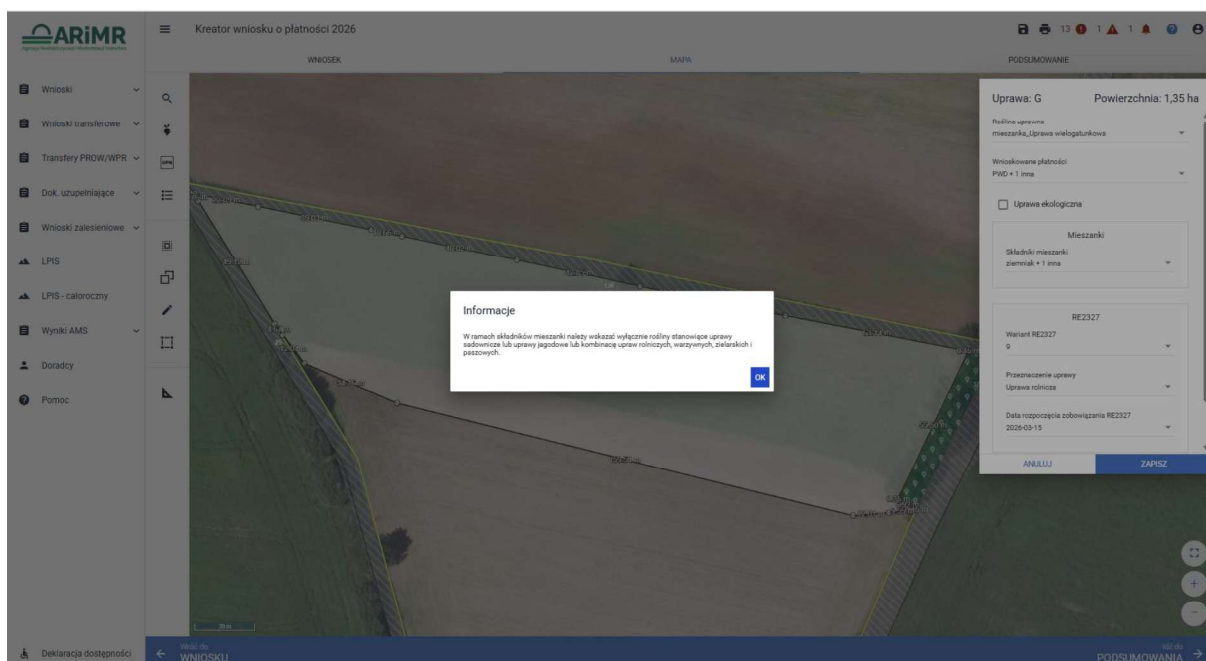 ARiMR
Kreator wniosku o płatności 2026
13
1
1
WNIOSEK
MAPA
PODSUMOWANIE
Wnioski
Wnioski transferowe
Transfery PROW/WPR
Dok. uzupełniające
Wnioski zalesieniowe
LPIS
LPIS - całoroczny
Wyniki AMS
Doradcy
Pomoc
Deklaracja dostępności
Uprawa: G
Powierzchnia: 1,35 ha
Roślina uprawna
mieszanka_Uprawa wielogatunkowa
Wnioskowane płatności
PWD + 1 inna
Uprawa ekologiczna
Mieszanki
Składniki mieszanki
ziemniak + 1 inna
RE2327
Wariant RE2327
9
Przeznaczenie uprawy
Uprawa rolnicza
Data rozpoczęcia zobowiązania RE2327
2026-03-15
ANULUJ
ZAPISZ
Informacje
W ramach składników mieszanki należy wskazać wyłącznie rośliny stanowiące uprawy
sadownicze lub uprawy jagodowe lub kombinację upraw rolniczych, warzywnych, zielarskich i
paszowych.
OK
Wróć do
WNIOSKU
Idź do
PODSUMOWANIA